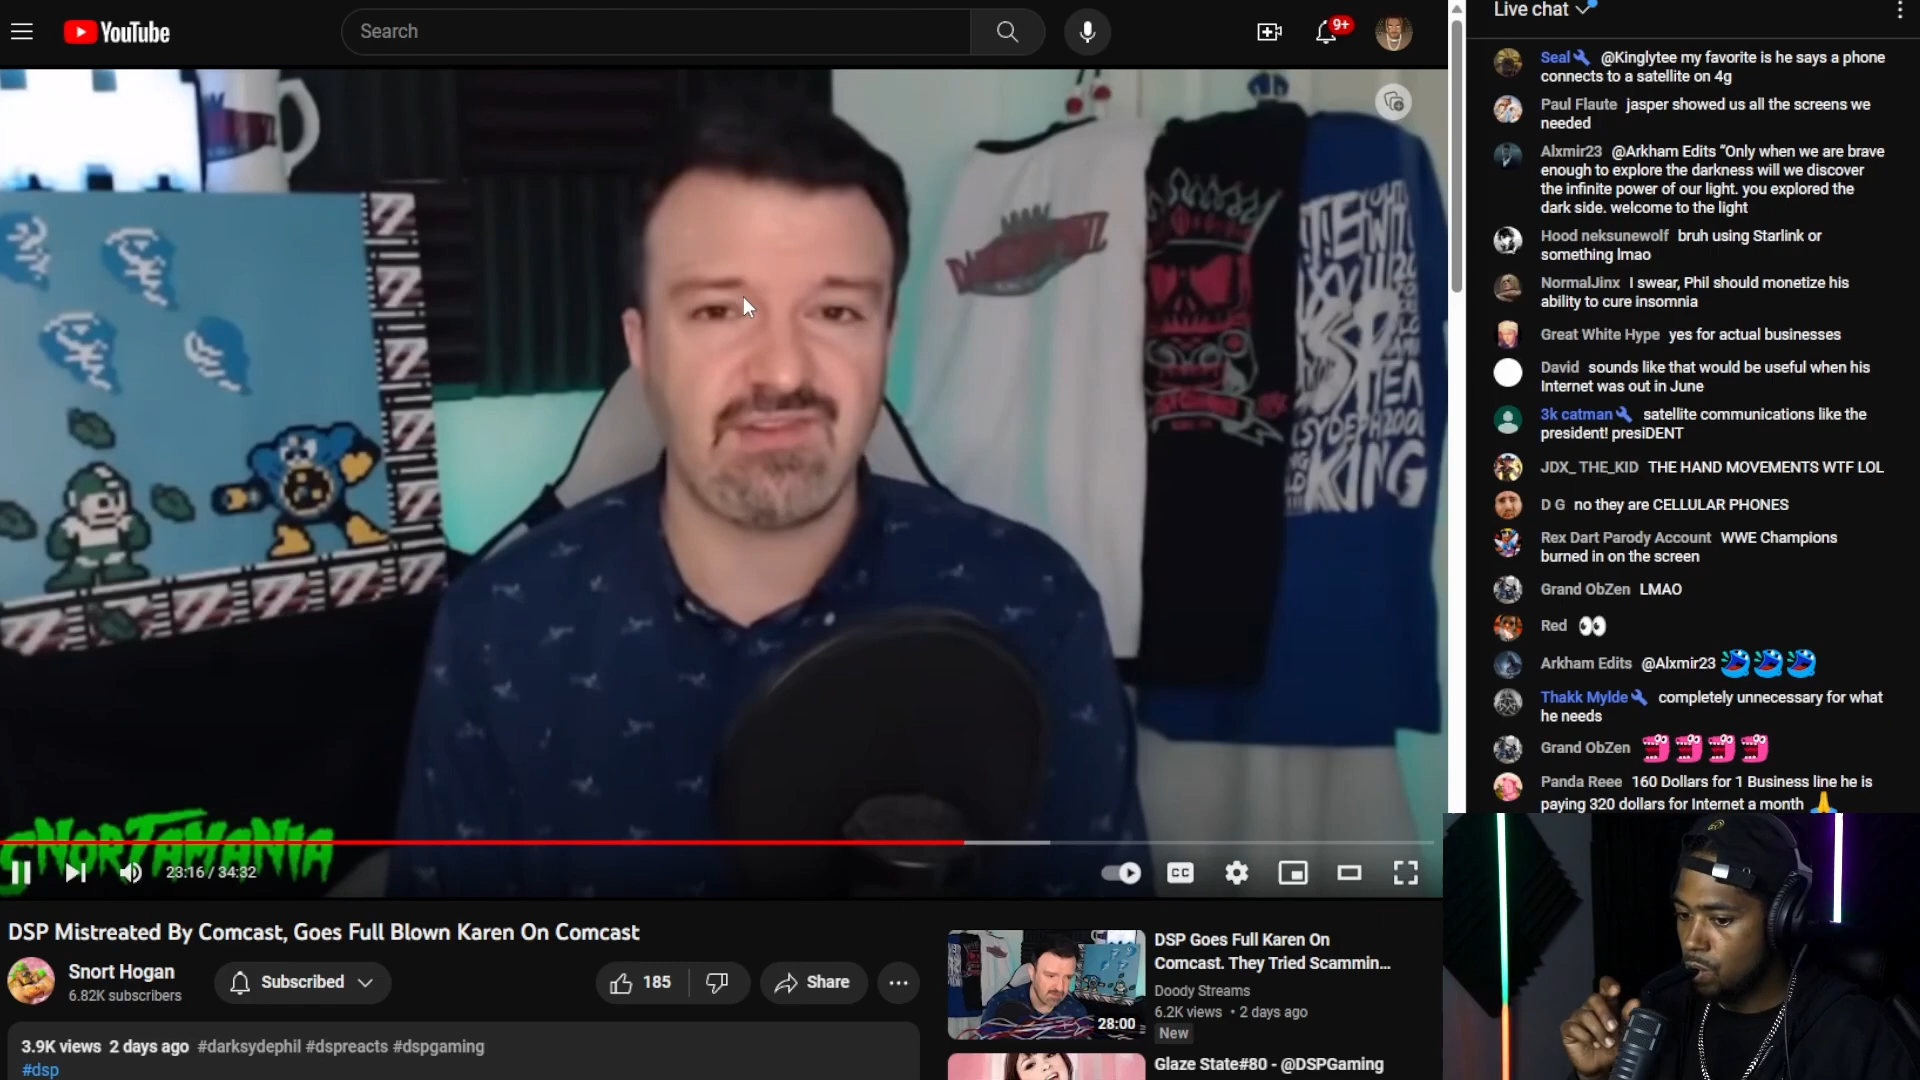 YouTube
Search
9+
Live chat
Seal @Kinglytee my favorite is he says a phone
connects to a satellite on 4g
Paul Flaute jasper showed us all the screens we
needed
Alxmir23 @Arkham Edits “Only when we are brave
enough to explore the darkness will we discover
the infinite power of our light. you explored the
dark side. welcome to the light
Hood neksunewolf bruh using Starlink or
something lmao
NormalJinx I swear, Phil should monetize his
ability to cure insomnia
Great White Hype yes for actual businesses
David sounds like that would be useful when his
Internet was out in June
3k catman satellite communications like the
president! presiDENT
JDX_ THE_KID THE HAND MOVEMENTS WTF LOL
D G no they are CELLULAR PHONES
Rex Dart Parody Account WWE Champions
burned in on the screen
Grand ObZen LMAO
Red
Arkham Edits @Alxmir23
Thakk Mylde completely unnecessary for what
he needs
Grand ObZen
Panda Reee 160 Dollars for 1 Business line he is
paying 320 dollars for Internet a month
KING
SNORTAMANIA
23:16 / 34:32
CC
DSP Mistreated By Comcast, Goes Full Blown Karen On Comcast
Snort Hogan
6.82K subscribers
Subscribed
185
Share
3.9K views 2 days ago #darksydephil #dspreacts #dspgaming
#dsp
28:00
DSP Goes Full Karen On
Comcast. They Tried Scammin...
Doody Streams
6.2K views • 2 days ago
New
Glaze State#80 - @DSPGaming